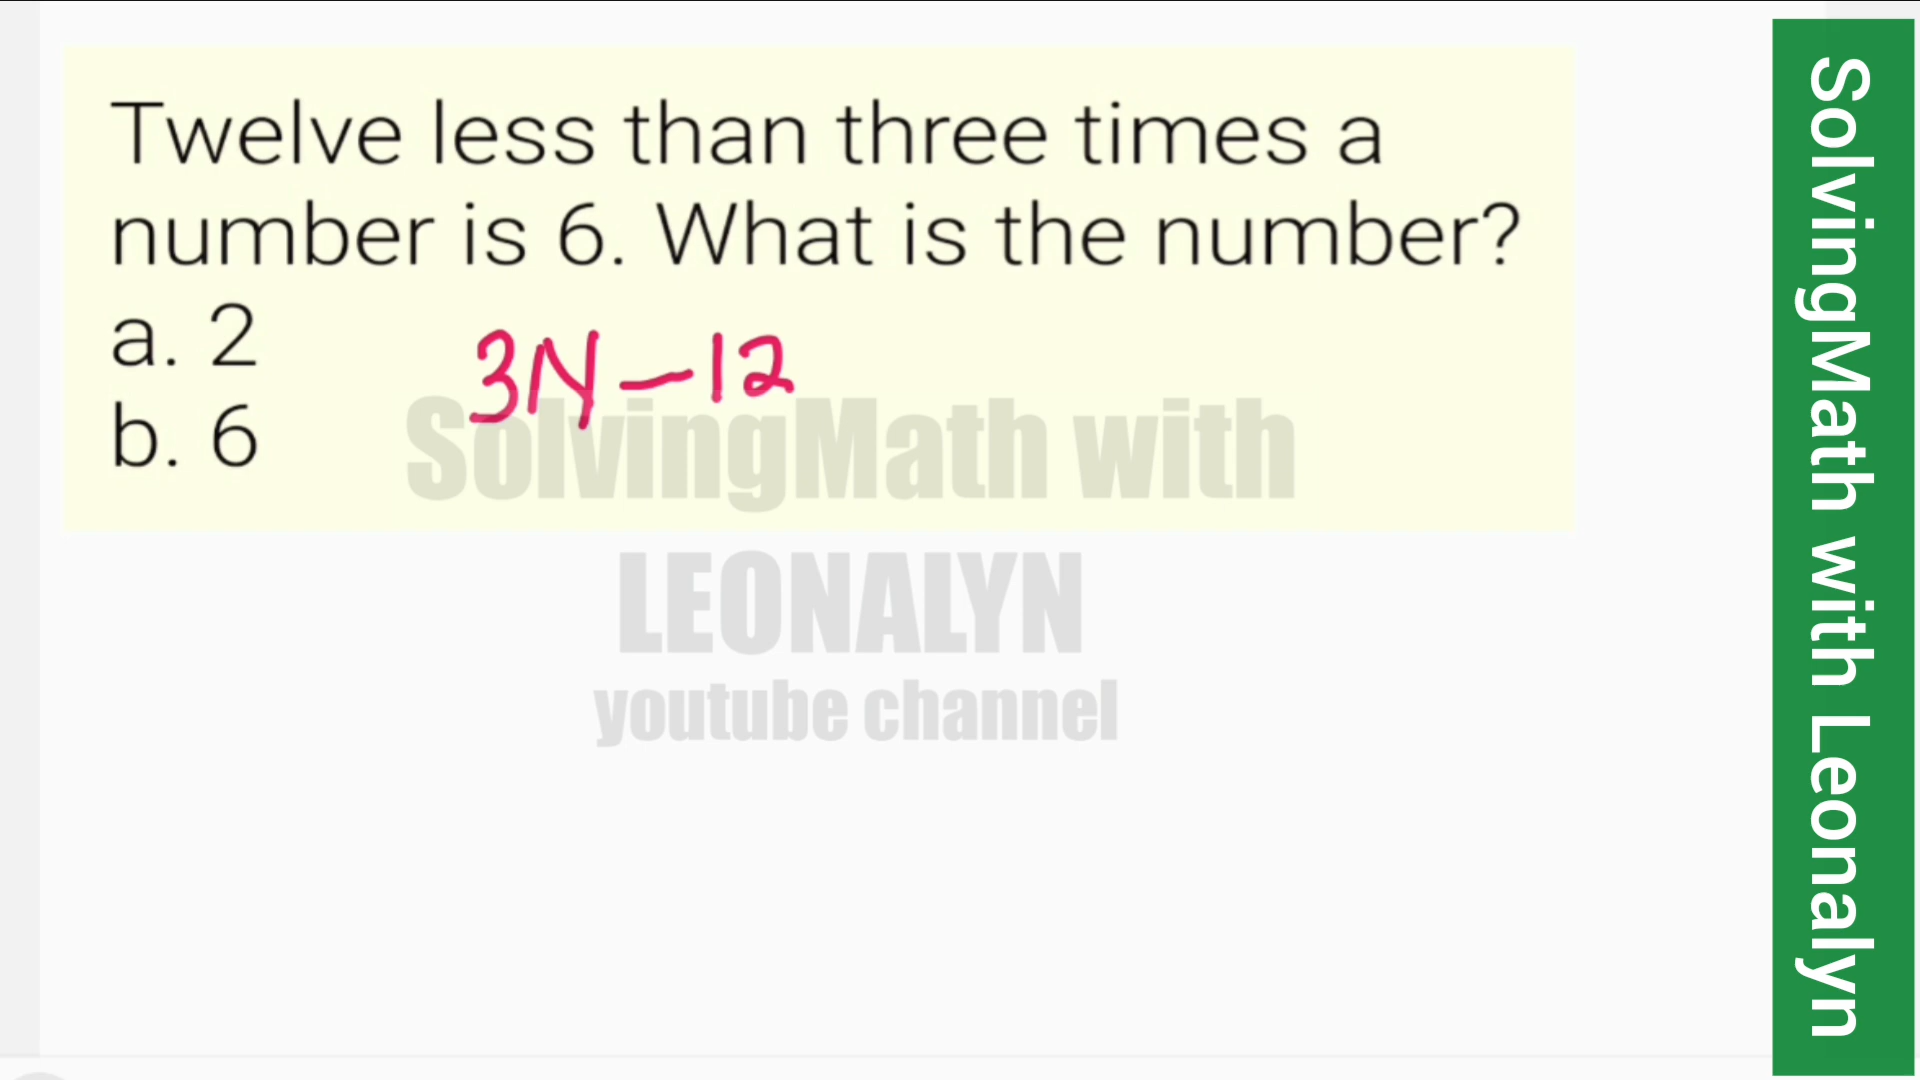 Twelve less than three times a
number is 6. What is the number?
a. 2
3N-12
b. 6
SolvingMath with
LEONALYN
youtube channel
SolvingMath with Leonalyn